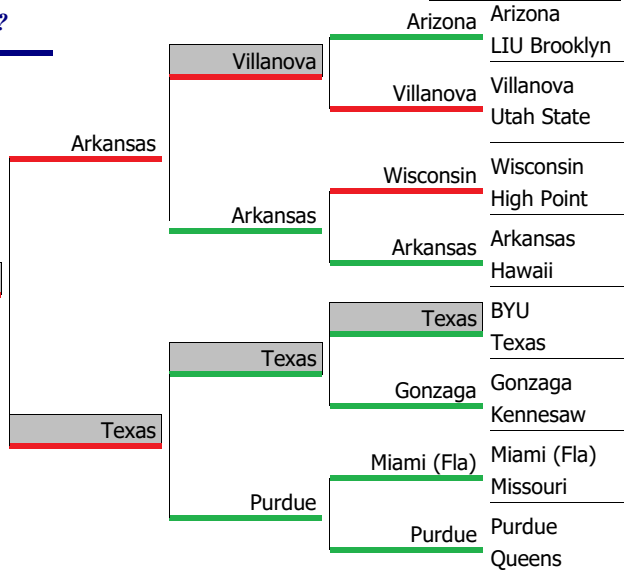 ?
Arizona
LIU Brooklyn
Villanova
Utah State
Wisconsin
High Point
Arkansas
Hawaii
BYU
Texas
Gonzaga
Kennesaw
Miami (Fla)
Missouri
Purdue
Queens
Arizona
Villanova
Wisconsin
Arkansas
Texas
Gonzaga
Miami (Fla)
Purdue
Villanova
Arkansas
Texas
Purdue
Arkansas
Texas